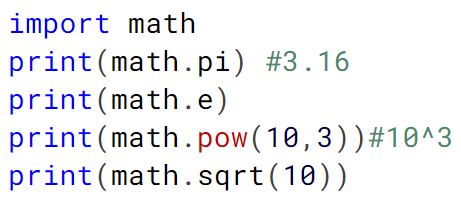 import math
print(math.pi) #3.16
print(math.e)
print(math.pow(10,3))#10^3
print(math.sqrt(10))